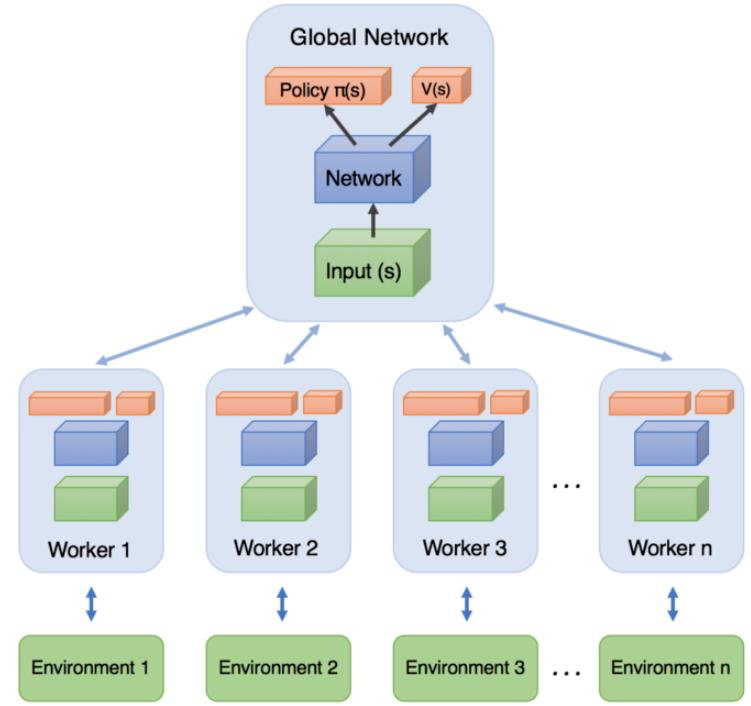 Global Network
Policy π(s)
V(s)
Network
Input (s)
Worker 1
Worker 2
Worker 3
...
Worker n
Environment 1
Environment 2
Environment 3
...
Environment n